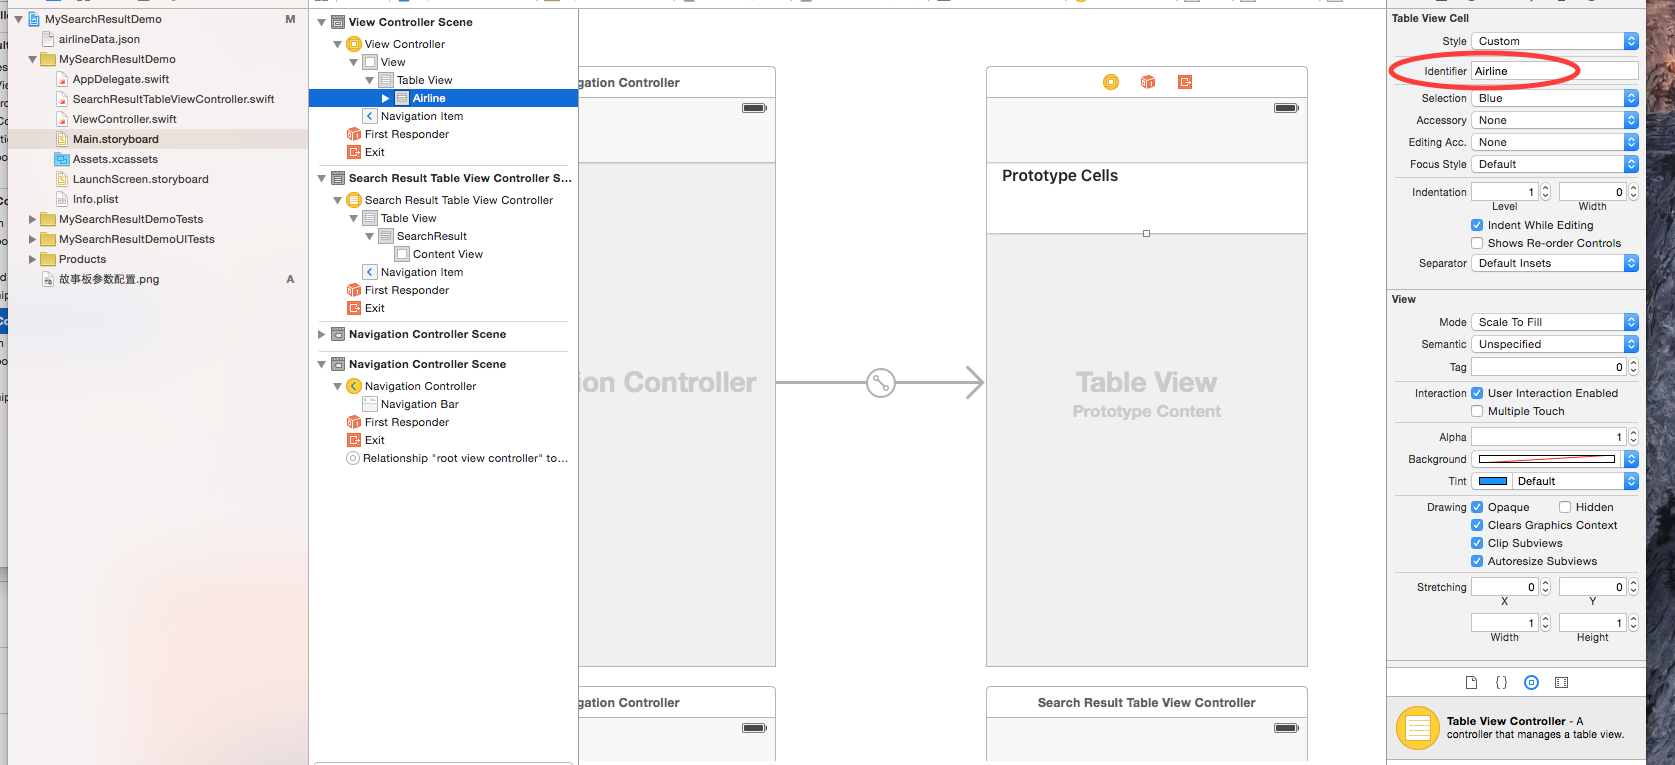 MySearchResultDemo M
airlineData.json
MySearchResultDemo
AppDelegate.swift
SearchResultTableViewController.swift
ViewController.swift
Main.storyboard
Assets.xcassets
LaunchScreen.storyboard
Info.plist
MySearchResultDemoTests
MySearchResultDemoUITests
Products
故事板参数配置.png A
View Controller Scene
View Controller
View
Table View
Airline
Navigation Item
First Responder
Exit
Search Result Table View Controller S...
Search Result Table View Controller
Table View
SearchResult
Content View
Navigation Item
First Responder
Exit
Navigation Controller Scene
Navigation Controller Scene
Navigation Controller
Navigation Bar
First Responder
Exit
Relationship "root view controller" to...
gation Controller
ion Controller
gation Controller
Prototype Cells
Table View
Prototype Content
Search Result Table View Controller
Table View Cell
Style Custom
Identifier Airline
Selection Blue
Accessory None
Editing Acc. None
Focus Style Default
Indentation 1 0
Level Width
Indent While Editing
Shows Re-order Controls
Separator Default Insets
View
Mode Scale To Fill
Semantic Unspecified
Tag 0
Interaction User Interaction Enabled
Multiple Touch
Alpha 1
Background
Tint Default
Drawing Opaque Hidden
Clears Graphics Context
Clip Subviews
Autoresize Subviews
Stretching 0 0
X Y
1 1
Width Height
{}
Table View Controller - A
controller that manages a table view.